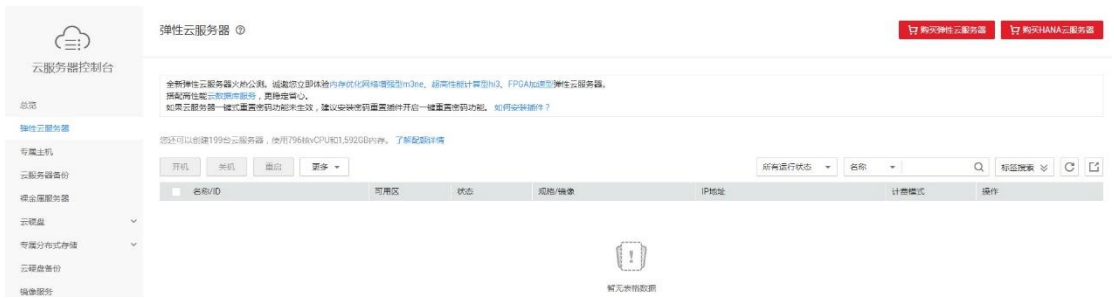 云服务器控制台
总览
弹性云服务器
专属主机
云服务器备份
裸金属服务器
云硬盘
专属分布式存储
云硬盘备份
镜像服务
弹性云服务器
购买弹性云服务器
购买HANA云服务器
全新弹性云服务器火热公测，诚邀您立即体验内存优化网络增强型m3ne、超高性能计算型hi3、FPGA加速型弹性云服务器。
搭配高性能云数据库服务，更稳定省心。
如果云服务器一键式重置密码功能未生效，建议安装密码重置插件开启一键重置密码功能。 如何安装插件？
您还可以创建199台云服务器，使用796核vCPU和1,592GB内存。 了解配额详情
开机 关机 重启 更多 所有运行状态 名称 标签搜索
名称/ID 可用区 状态 规格/镜像 IP地址 计费模式 操作
暂无表格数据